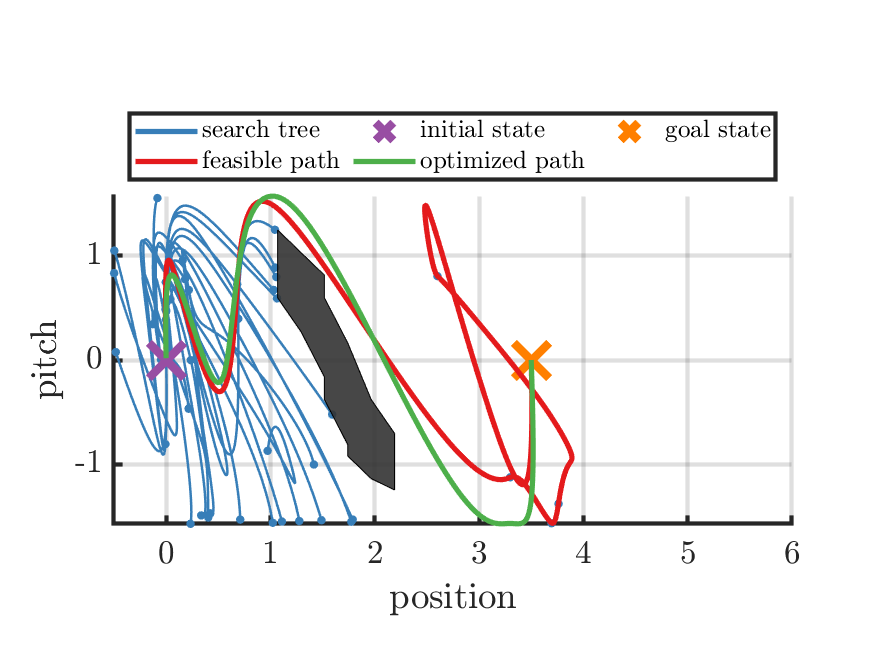 search tree initial state goal state
feasible path optimized path
1
0
-1
pitch
0 1 2 3 4 5 6
position